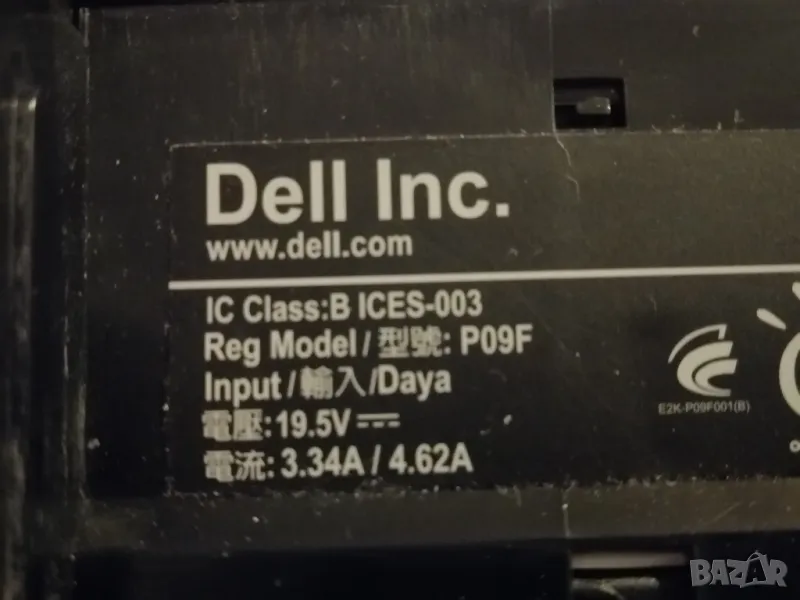 Dell Inc.
www.dell.com
IC Class:B ICES-003
Reg Model / 型號: P09F
Input / 輸入 /Daya
電壓: 19.5V ⎓
電流: 3.34A / 4.62A
E2K-P09F001(B)
BAZAR